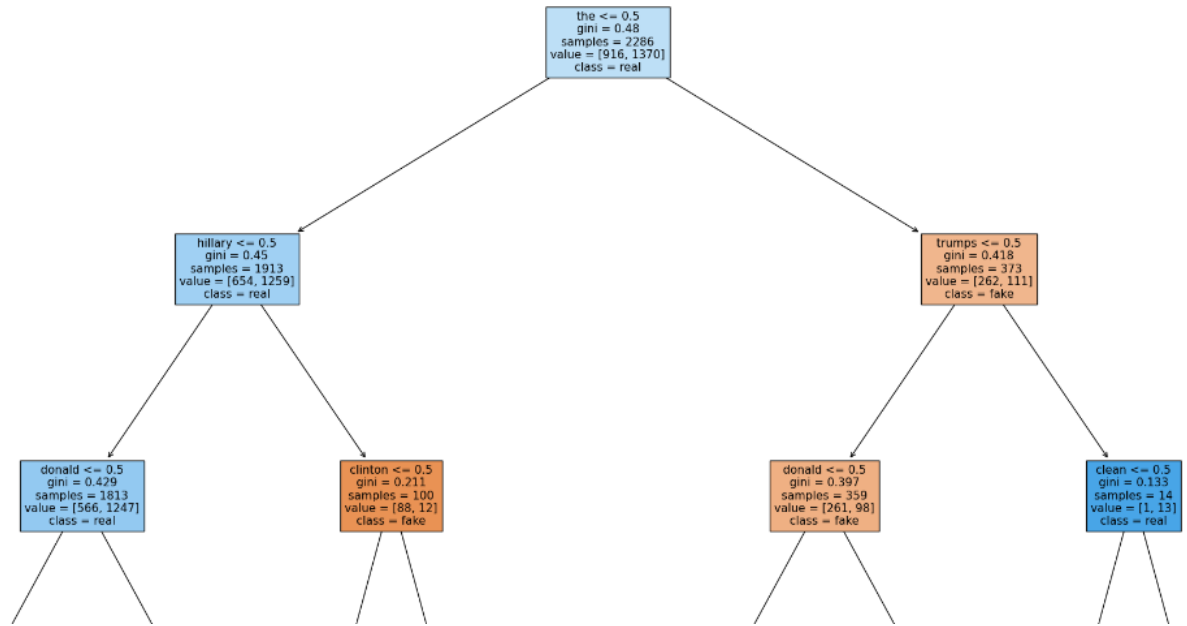 the <= 0.5
gini = 0.48
samples = 2286
value = [916, 1370]
class = real
hillary <= 0.5
gini = 0.45
samples = 1913
value = [654, 1259]
class = real
trumps <= 0.5
gini = 0.418
samples = 373
value = [262, 111]
class = fake
donald <= 0.5
gini = 0.429
samples = 1813
value = [566, 1247]
class = real
clinton <= 0.5
gini = 0.211
samples = 100
value = [88, 12]
class = fake
donald <= 0.5
gini = 0.397
samples = 359
value = [261, 98]
class = fake
clean <= 0.5
gini = 0.133
samples = 14
value = [1, 13]
class = real